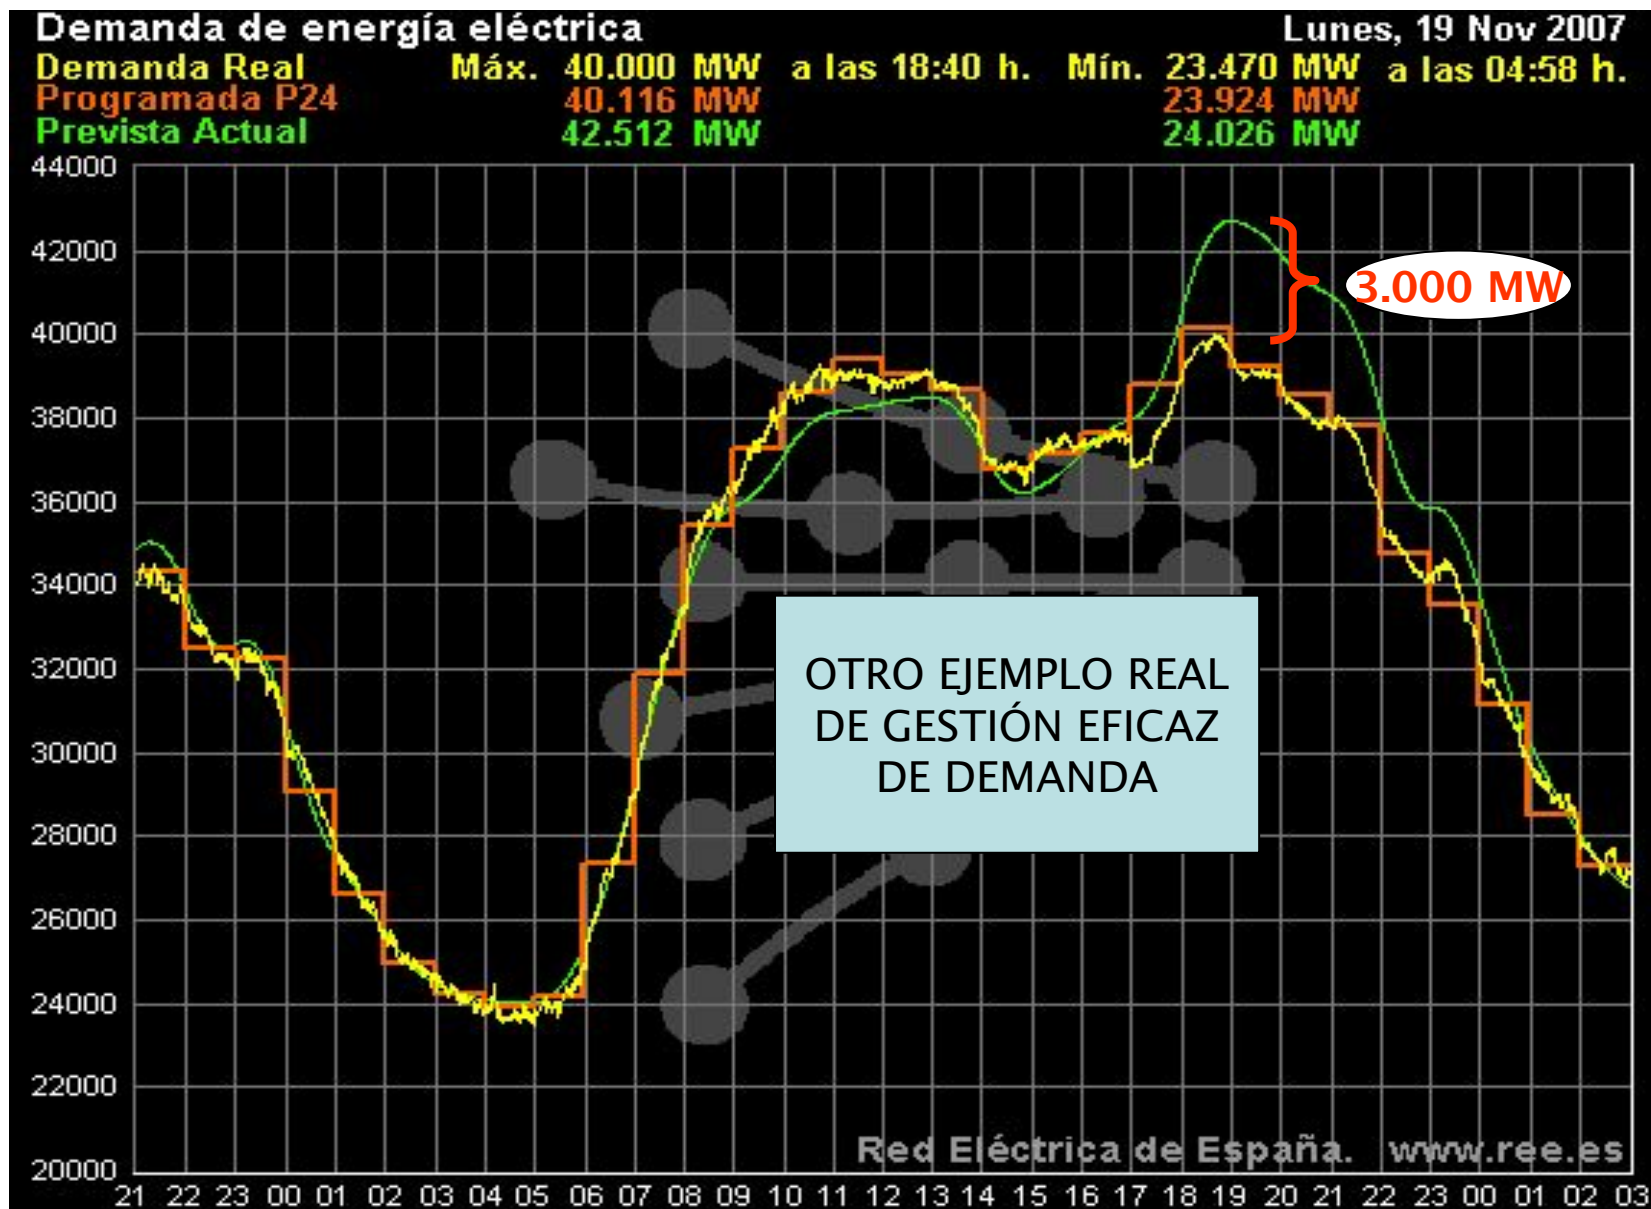 Demanda de energía eléctrica Lunes, 19 Nov 2007
Demanda Real Máx. 40.000 MW a las 18:40 h. Mín. 23.470 MW a las 04:58 h.
Programada P24 40.116 MW 23.924 MW
Prevista Actual 42.512 MW 24.026 MW
44000
42000
3.000 MW
40000
38000
36000
34000
OTRO EJEMPLO REAL
DE GESTIÓN EFICAZ
DE DEMANDA
32000
30000
28000
26000
24000
22000
Red Eléctrica de España. www.ree.es
20000
21 22 23 00 01 02 03 04 05 06 07 08 09 10 11 12 13 14 15 16 17 18 19 20 21 22 23 00 01 02 03